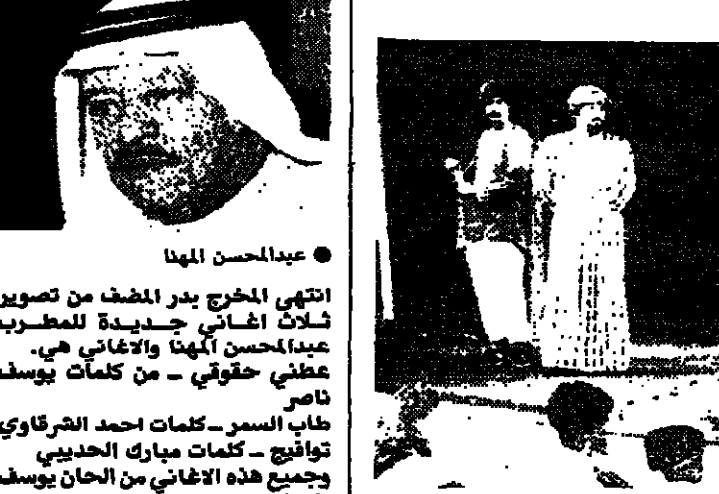 ● عبدالمحسن المهنا
انتهى المخرج بدر المضف من تصوير
ثلاث اغاني جديدة للمطرب
عبدالمحسن المهنا والاغاني هي.
عطني حقوقي – من كلمات يوسف
ناصر
طاب السمر – كلمات احمد الشرقاوي
توافيج – كلمات مبارك الحديبي
وجميع هذه الاغاني من الحان يوسف